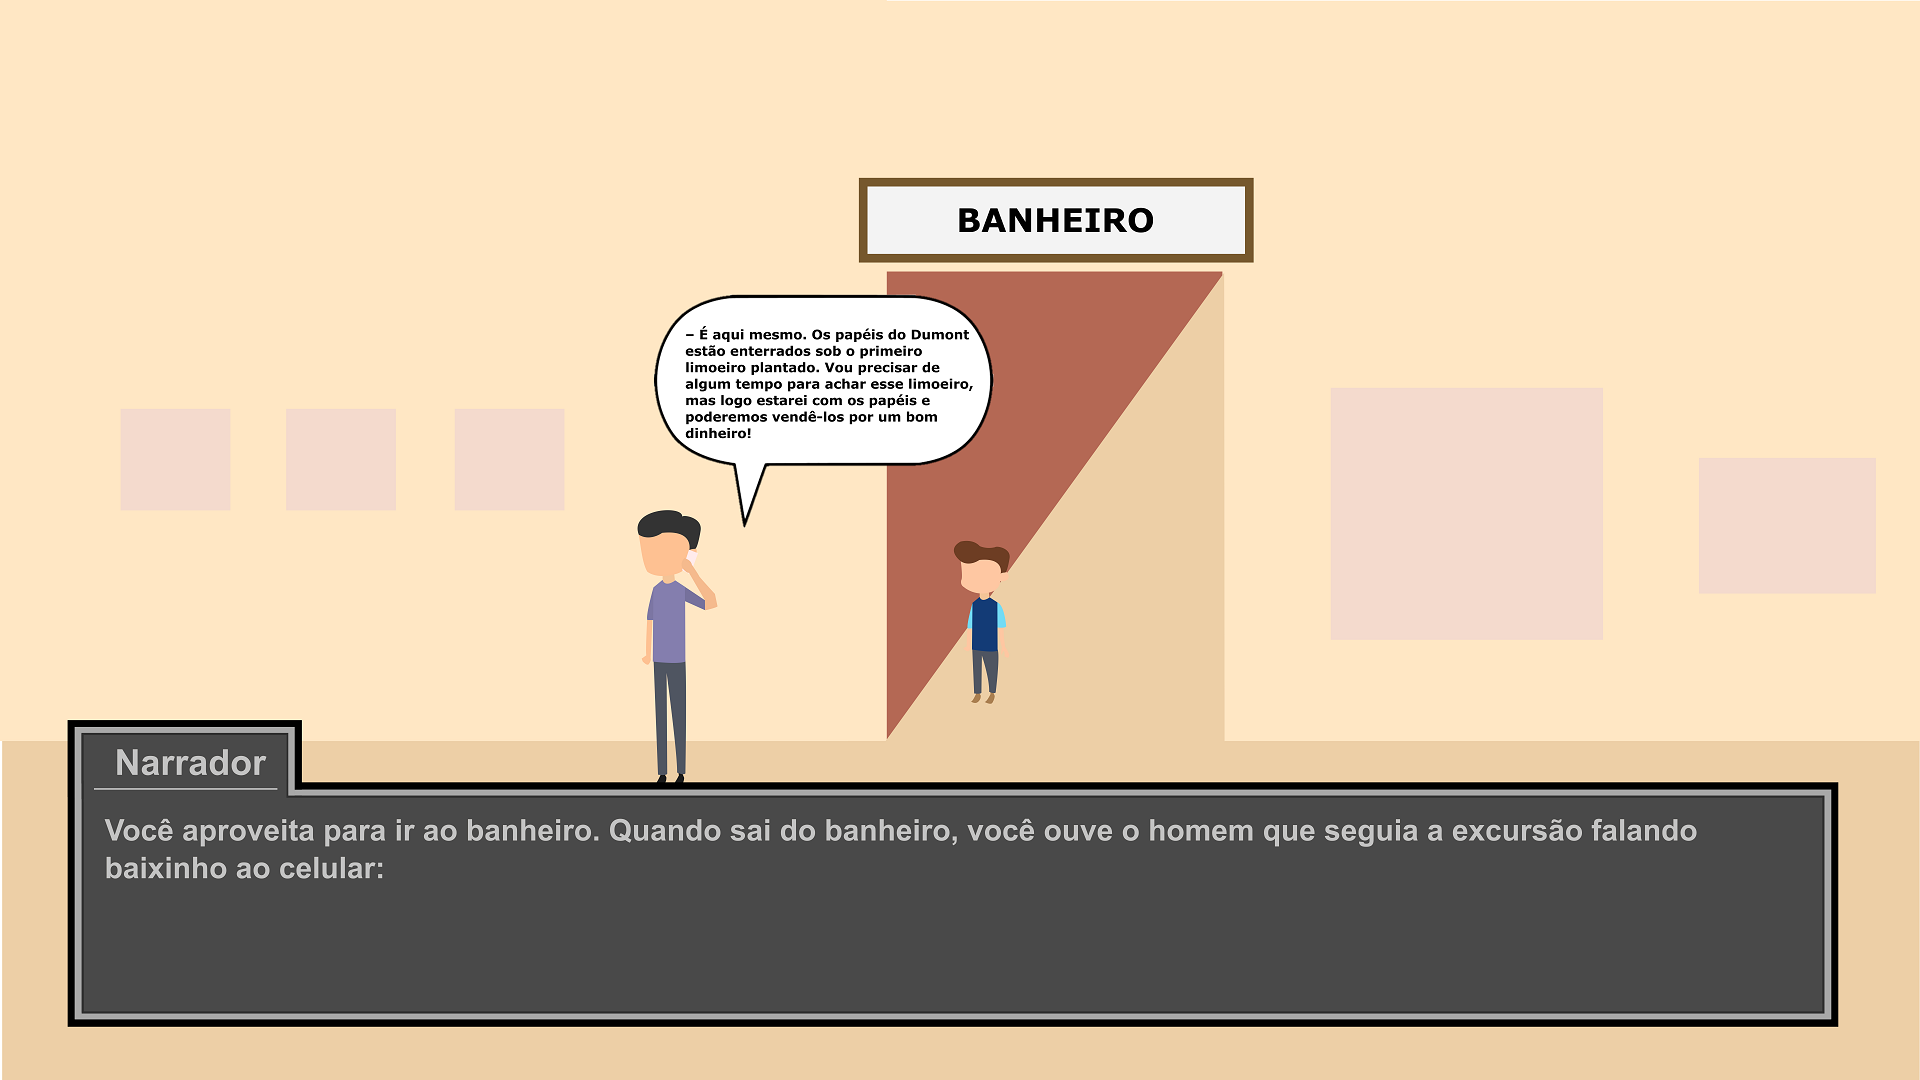 BANHEIRO
– É aqui mesmo. Os papéis do Dumont
estão enterrados sob o primeiro
limoeiro plantado. Vou precisar de
algum tempo para achar esse limoeiro,
mas logo estarei com os papéis e
poderemos vendê-los por um bom
dinheiro!
Narrador
Você aproveita para ir ao banheiro. Quando sai do banheiro, você ouve o homem que seguia a excursão falando
baixinho ao celular: